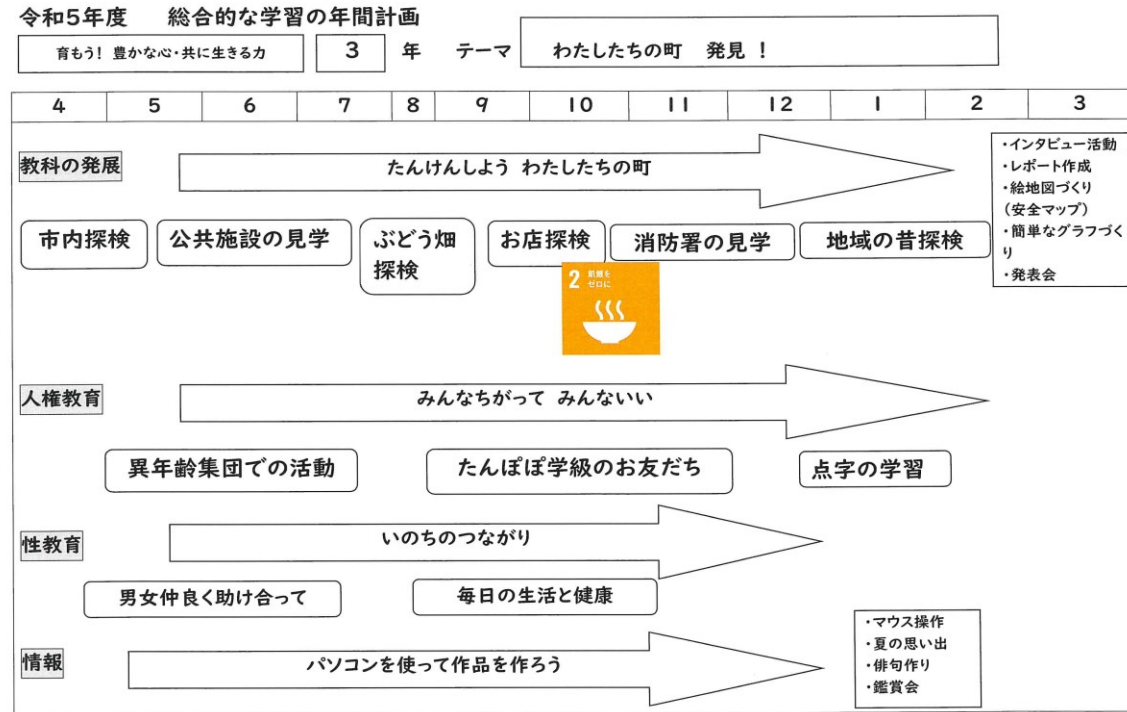 令和5年度　総合的な学習の年間計画
育もう！豊かな心・共に生きる力
3 年 テーマ わたしたちの町　発見！
4 5 6 7 8 9 10 11 12 1 2 3
教科の発展
たんけんしよう わたしたちの町
・インタビュー活動
・レポート作成
・絵地図づくり
(安全マップ)
・簡単なグラフづく
り
・発表会
市内探検
公共施設の見学
ぶどう畑
探検
お店探検
消防署の見学
地域の昔探検
2 飢餓を
ゼロに
人権教育
みんなちがって みんないい
異年齢集団での活動
たんぽぽ学級のお友だち
点字の学習
性教育
いのちのつながり
男女仲良く助け合って
毎日の生活と健康
情報
パソコンを使って作品を作ろう
・マウス操作
・夏の思い出
・俳句作り
・鑑賞会